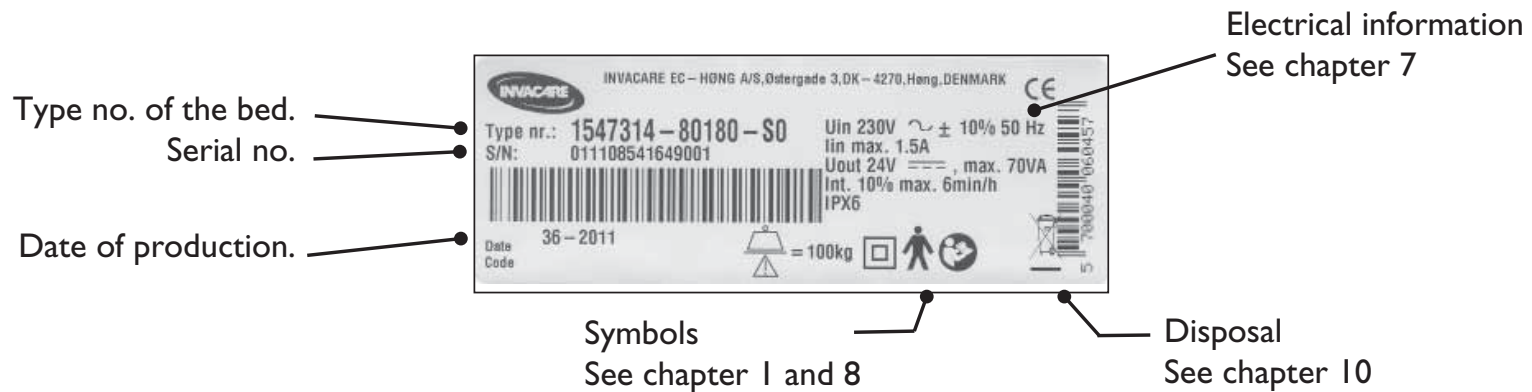 Electrical information
See chapter 7
Type no. of the bed.
Serial no.
Date of production.
INVACARE
INVACARE EC-HØNG A/S,Østergade 3,DK-4270,Høng,DENMARK
CE
Type nr.: 1547314-80180-S0
S/N: 011108541649001
Uin 230V ~ ± 10% 50 Hz
Iin max. 1.5A
Uout 24V ⎓, max. 70VA
Int. 10% max. 6min/h
IPX6
5 700040 060457
Date
Code
36-2011
= 100kg
Symbols
See chapter 1 and 8
Disposal
See chapter 10